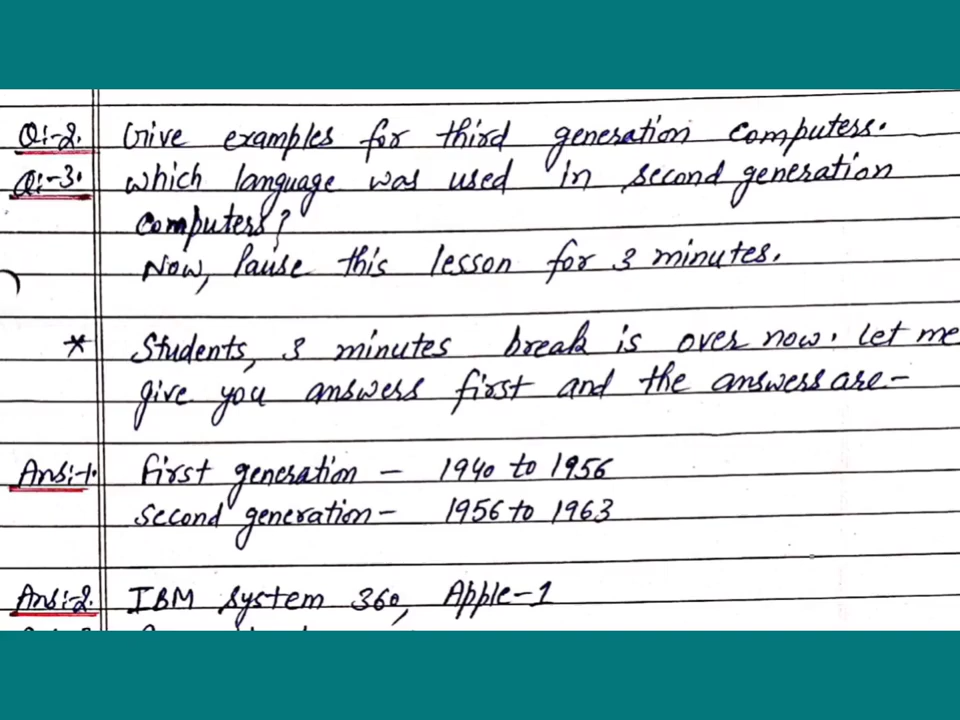 Q:-2. Give examples for third generation computers.
Q:-3. which language was used in second generation
computers?
Now, Pause this lesson for 3 minutes.
* Students, 3 minutes break is over now. Let me
give you answers first and the answers are-
Ans:-1. First generation - 1940 to 1956
Second generation- 1956 to 1963
Ans:-2. IBM System 360, Apple-1